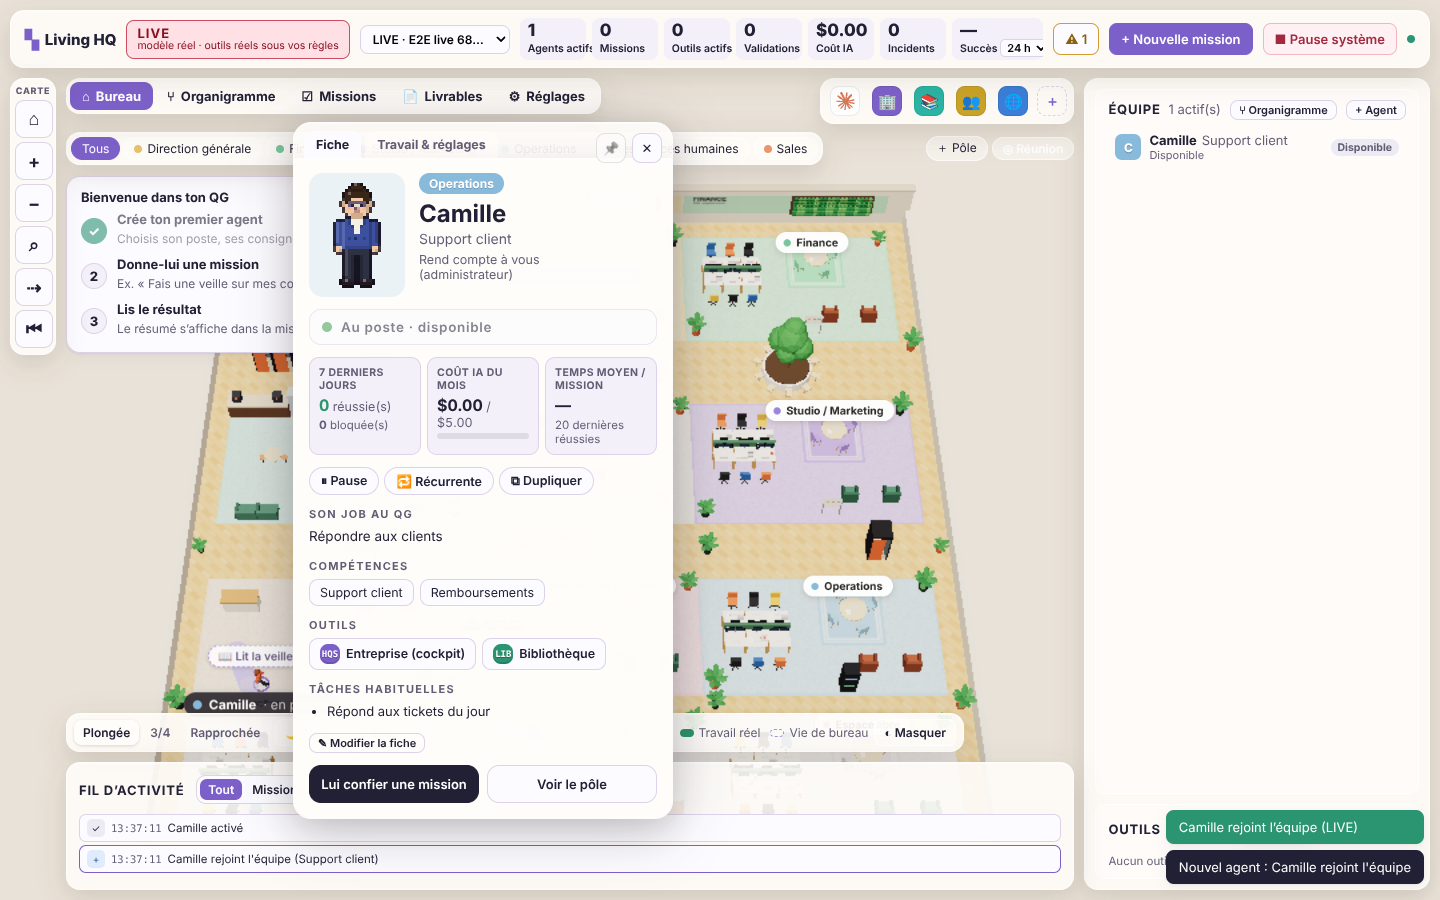 Living HQ
LIVE
modèle réel · outils réels sous vos règles
LIVE · E2E live 68...
1
Agents actifs
0
Missions
0
Outils actifs
0
Validations
$0.00
Coût IA
0
Incidents
—
Succès
24 h
1
+ Nouvelle mission
Pause système
CARTE
Bureau
Organigramme
Missions
Livrables
Réglages
+
Tous
Direction générale
Operations
humaines
Sales
+ Pôle
Réunion
Bienvenue dans ton QG
✓
Crée ton premier agent
Choisis son poste, ses consign
2
Donne-lui une mission
Ex. « Fais une veille sur mes co
3
Lis le résultat
Le résumé s’affiche dans la mis
Fiche
Travail & réglages
Operations
Camille
Support client
Rend compte à vous
(administrateur)
Au poste · disponible
7 DERNIERS
JOURS
0 réussie(s)
0 bloquée(s)
COÛT IA DU
MOIS
$0.00 /
$5.00
TEMPS MOYEN /
MISSION
—
20 dernières
réussies
Pause
Récurrente
Dupliquer
SON JOB AU QG
Répondre aux clients
COMPÉTENCES
Support client
Remboursements
OUTILS
HQS
Entreprise (cockpit)
LIB
Bibliothèque
TÂCHES HABITUELLES
• Répond aux tickets du jour
✎ Modifier la fiche
Lui confier une mission
Voir le pôle
FINANCE
Finance
Studio / Marketing
Operations
Lit la veille
Camille · en p
Plongée
3/4
Rapprochée
Travail réel
Vie de bureau
Masquer
FIL D’ACTIVITÉ
Tout
Mission
✓ 13:37:11 Camille activé
+ 13:37:11 Camille rejoint l'équipe (Support client)
ÉQUIPE
1 actif(s)
Organigramme
+ Agent
C
Camille Support client
Disponible
Disponible
OUTILS
Aucun outi
Camille rejoint l’équipe (LIVE)
Nouvel agent : Camille rejoint l'équipe